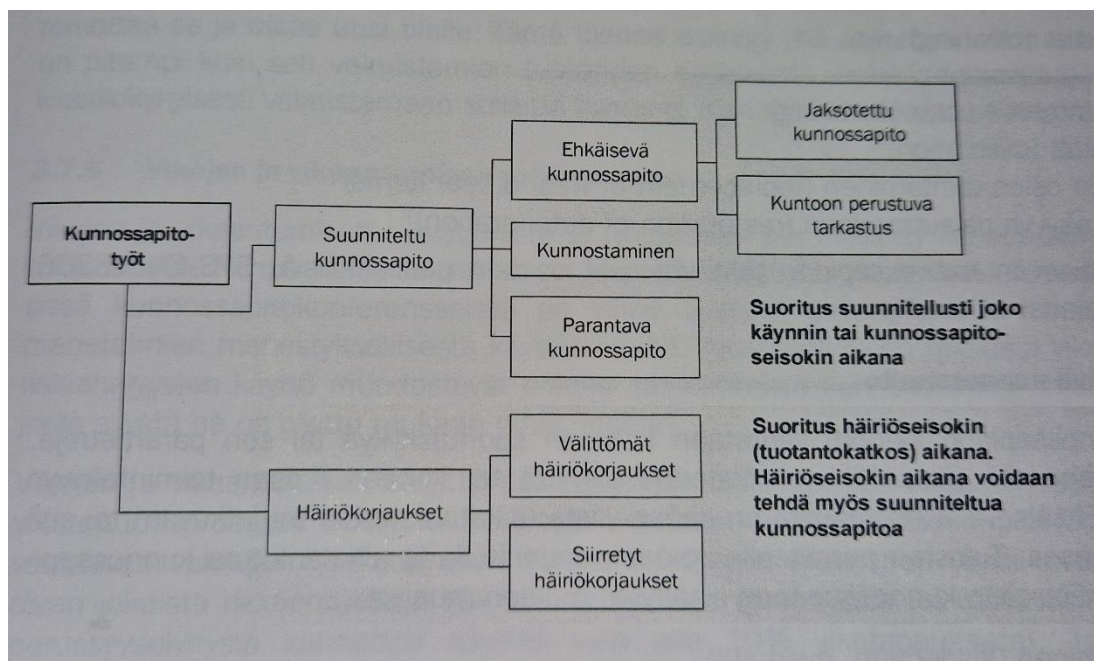 Kunnossapito-
työt
Suunniteltu
kunnossapito
Ehkäisevä
kunnossapito
Jaksotettu
kunnossapito
Kuntoon perustuva
tarkastus
Kunnostaminen
Parantava
kunnossapito
Suoritus suunnitellusti joko
käynnin tai kunnossapito-
seisokin aikana
Häiriökorjaukset
Välittömät
häiriökorjaukset
Siirretyt
häiriökorjaukset
Suoritus häiriöseisokin
(tuotantokatkos) aikana.
Häiriöseisokin aikana voidaan
tehdä myös suunniteltua
kunnossapitoa